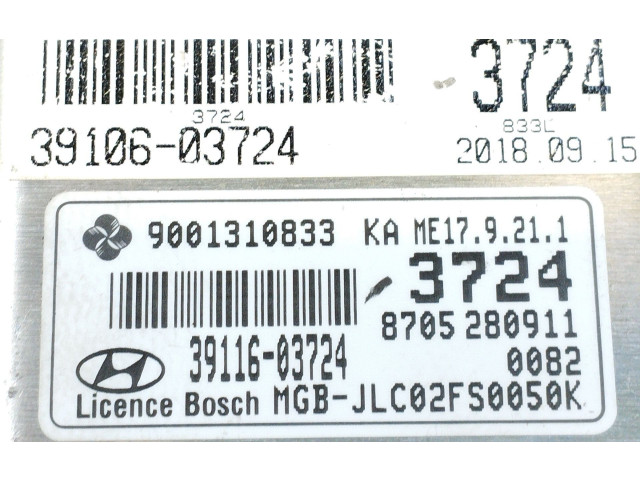 3724
3724
833L
39106-03724
2018.09.15
9001310833 KA ME17.9.21.1
3724
8705 280911
39116-03724
0082
Licence Bosch MGB-JLC02FS0050K